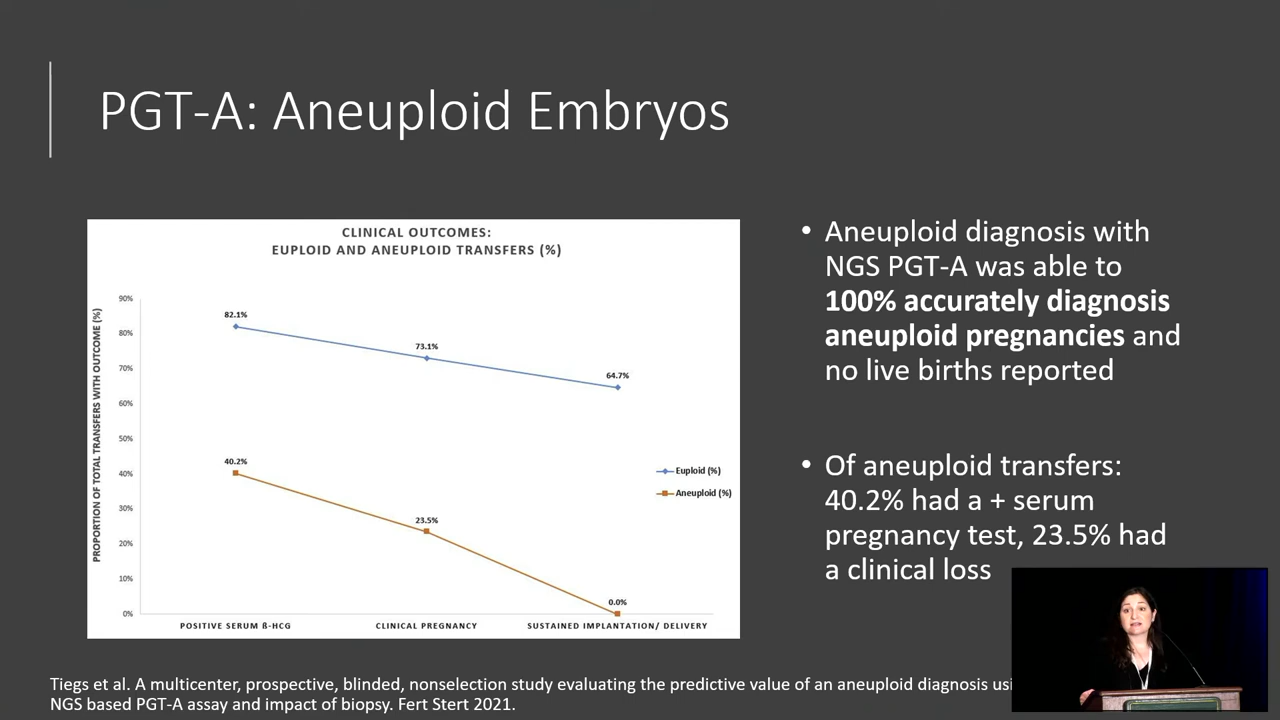 PGT-A: Aneuploid Embryos
CLINICAL OUTCOMES:
EUPLOID AND ANEUPLOID TRANSFERS (%)
PROPORTION OF TOTAL TRANSFERS WITH OUTCOME (%)
90%
80%
70%
60%
50%
40%
30%
20%
10%
0%
82.1%
73.1%
64.7%
40.2%
23.5%
0.0%
Euploid (%)
Aneuploid (%)
POSITIVE SERUM ß-HCG
CLINICAL PREGNANCY
SUSTAINED IMPLANTATION/ DELIVERY
• Aneuploid diagnosis with
NGS PGT-A was able to
100% accurately diagnosis
aneuploid pregnancies and
no live births reported
• Of aneuploid transfers:
40.2% had a + serum
pregnancy test, 23.5% had
a clinical loss
Tiegs et al. A multicenter, prospective, blinded, nonselection study evaluating the predictive value of an aneuploid diagnosis
NGS based PGT-A assay and impact of biopsy. Fert Stert 2021.